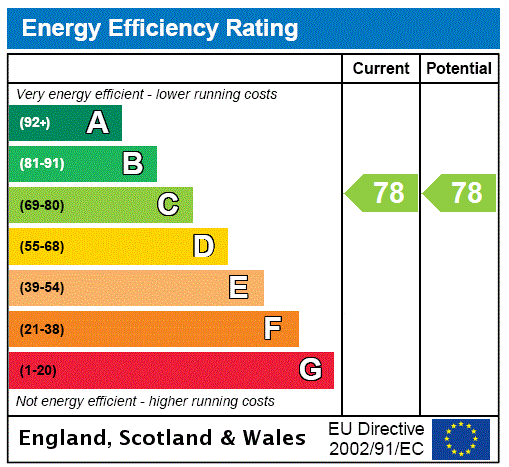 Energy Efficiency Rating
Current Potential
Very energy efficient - lower running costs
(92+) A
(81-91) B
(69-80) C
78 78
(55-68) D
(39-54) E
(21-38) F
(1-20) G
Not energy efficient - higher running costs
England, Scotland & Wales
EU Directive
2002/91/EC